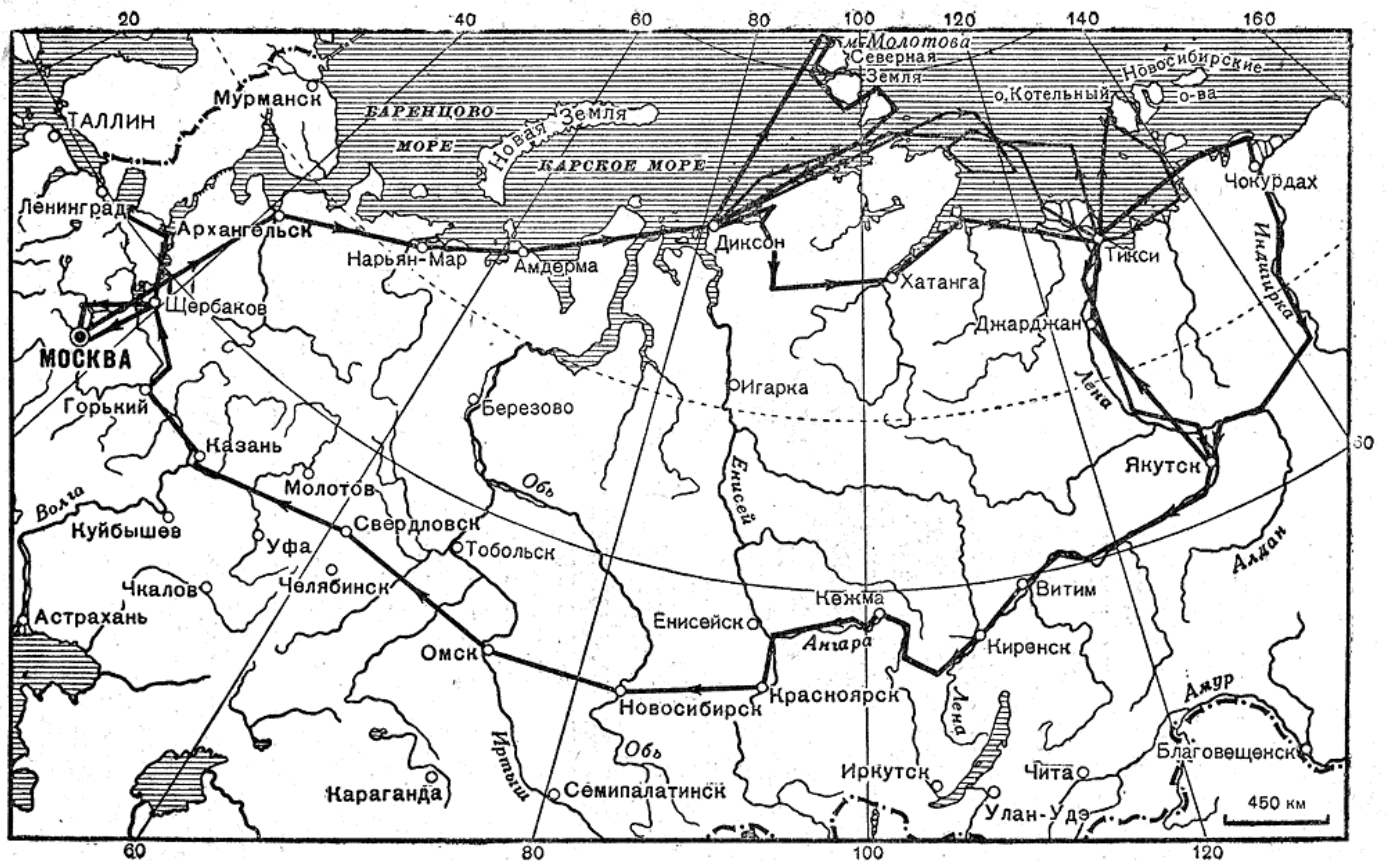 20
40
60
80
100
120
140
160
м. Молотова
Северная
Земля
Новосибирские
о-ва
о. Котельный
Мурманск
БАРЕНЦОВО
МОРЕ
Новая Земля
КАРСКОЕ МОРЕ
ТАЛЛИН
Ленинград
Архангельск
Нарьян-Мар
Амдерма
Диксон
Хатанга
Тикси
Чокурдах
Индигирка
Щербаков
МОСКВА
Джарджан
Лена
Горький
Березово
Игарка
Казань
Молотов
Обь
Енисей
Якутск
60
Волга
Куйбышев
Уфа
Свердловск
Тобольск
Алдан
Чкалов
Челябинск
Витим
Кежма
Астрахань
Енисейск
Ангара
Киренск
Омск
Красноярск
Новосибирск
Лена
Амур
Обь
Иртыш
Благовещенск
Караганда
Семипалатинск
Иркутск
Чита
Улан-Удэ
450 км
60
80
100
120